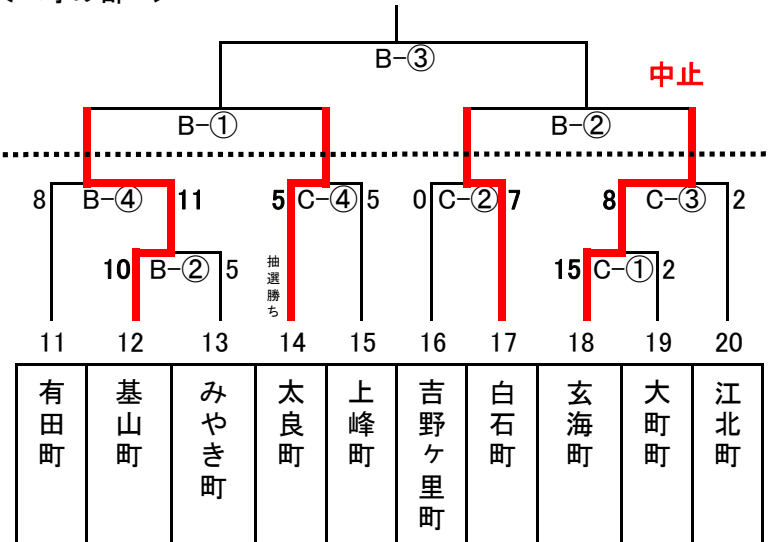 B-③
中止
B-①
B-②
8
B-④
11
5
C-④
5
0
C-②
7
8
C-③
2
10
B-②
5
抽選勝ち
15
C-①
2
11
12
13
14
15
16
17
18
19
20
有田町
基山町
みやき町
太良町
上峰町
吉野ヶ里町
白石町
玄海町
大町町
江北町